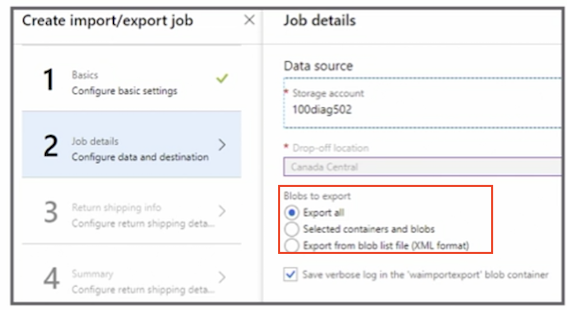 Create import/export job
1
Basics
Configure basic settings
2
Job details
Configure data and destination
3
Return shipping info
Configure return shipping deta...
4
Summary
Configure return shipping deta...
Job details
Data source
* Storage account
100diag502
* Drop-off location
Canada Central
Blobs to export
Export all
Selected containers and blobs
Export from blob list file (XML format)
Save verbose log in the 'waimportexport' blob container